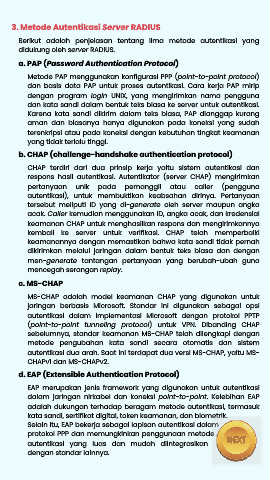 3. Metode Autentikasi Server RADIUS
Berikut adalah penjelasan tentang lima metode autentikasi yang
didukung oleh server RADIUS.
a. PAP (Password Authentication Protocol)
Metode PAP menggunakan konfigurasi PPP (point-to-point protocol)
dan basis data PAP untuk proses autentikasi. Cara kerja PAP mirip
dengan program login UNIX, yang mengirimkan nama pengguna
dan kata sandi dalam bentuk teks biasa ke server untuk autentikasi.
Karena kata sandi dikirim dalam teks biasa, PAP dianggap kurang
aman dan biasanya hanya digunakan pada koneksi yang sudah
terenkripsi atau pada koneksi dengan kebutuhan tingkat keamanan
yang tidak terlalu tinggi.
b. CHAP (challenge-handshake authentication protocol)
CHAP terdiri dari dua prinsip kerja yaitu sistem autentikasi dan
respons hasil autentikasi. Autentikator (server CHAP) mengirimkan
pertanyaan unik pada pemanggil atau caller (pengguna
autentikasi), untuk membuktikan keabsahan dirinya. Pertanyaan
tersebut meliputi ID yang di-generate oleh server maupun angka
acak. Caller kemudian menggunakan ID, angka acak, dan kredensial
keamanan CHAP untuk menghasilkan respons dan mengirimkannya
kembali ke server untuk verifikasi. CHAP telah memperbaiki
keamanannya dengan memastikan bahwa kata sandi tidak pernah
dikirimkan melalui jaringan dalam bentuk teks biasa dan dengan
men-generate tantangan pertanyaan yang berubah-ubah guna
mencegah serangan replay.
c. MS-CHAP
MS-CHAP adalah model keamanan CHAP yang digunakan untuk
jaringan berbasis Microsoft. Standar ini digunakan sebagai opsi
autentikasi dalam implementasi Microsoft dengan protokol PPTP
(point-to-point tunneling protocol) untuk VPN. Dibanding CHAP
sebelumnya, standar keamanan MS-CHAP telah dilengkapi dengan
metode pengubahan kata sandi secara otomatis dan sistem
autentikasi dua arah. Saat ini terdapat dua versi MS-CHAP, yaitu MS-
CHAPv1 dan MS-CHAPv2.
d. EAP (Extensible Authentication Protocol)
EAP merupakan jenis framework yang digunakan untuk autentikasi
dalam jaringan nirkabel dan koneksi point-to-point. Kelebihan EAP
adalah dukungan terhadap beragam metode autentikasi, termasuk
kata sandi, sertifikat digital, token keamanan, dan biometrik.
Selain itu, EAP bekerja sebagai lapisan autentikasi dalam
protokol PPP dan memungkinkan penggunaan metode
autentikasi yang luas dan mudah diintegrasikan
dengan standar lainnya.
NEXT